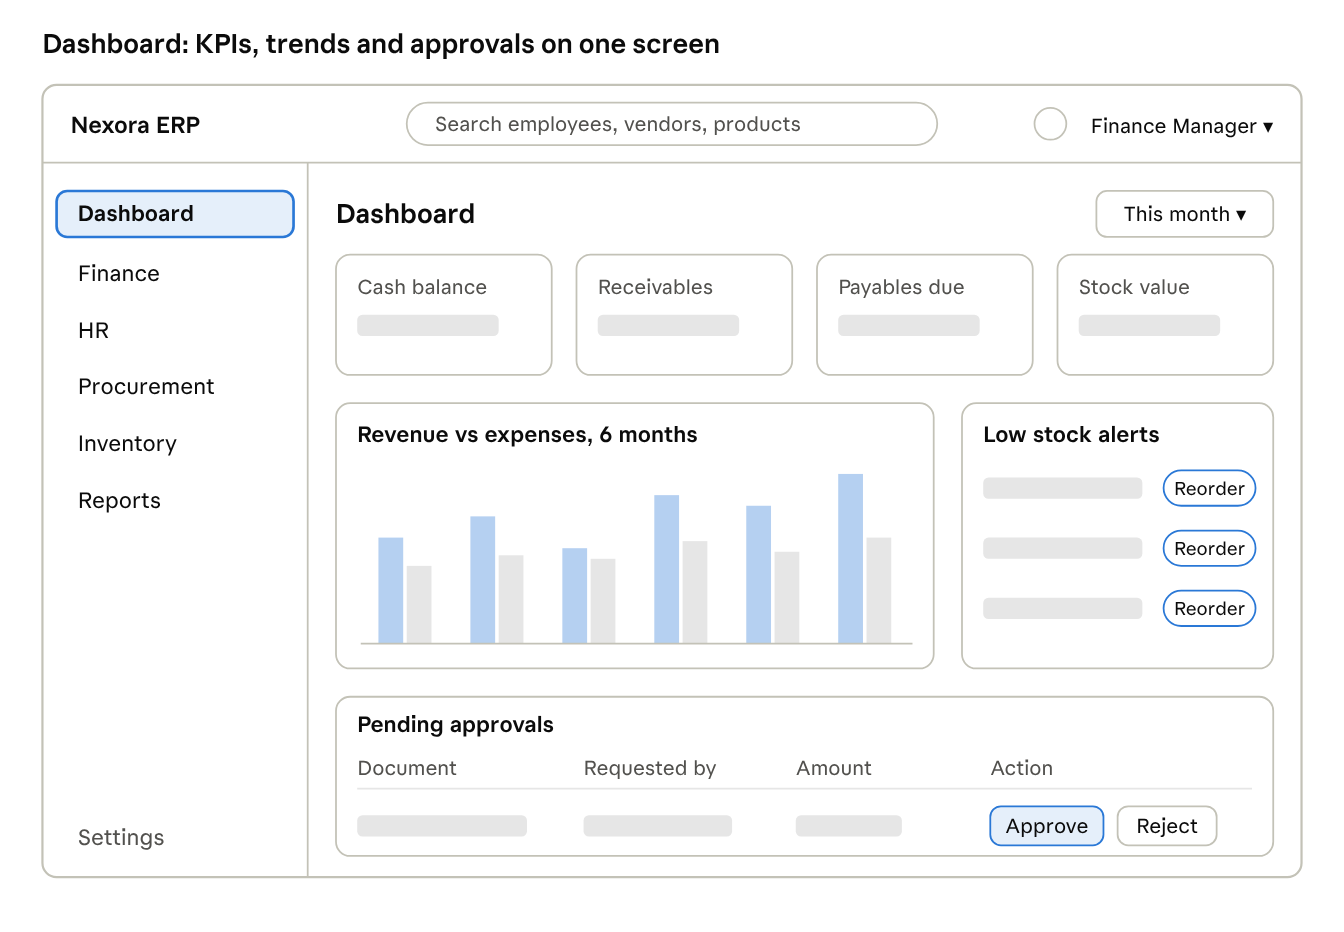 Dashboard: KPIs, trends and approvals on one screen
Nexora ERP
Search employees, vendors, products
Finance Manager ▾
Dashboard
Finance
HR
Procurement
Inventory
Reports
Settings
Dashboard
This month ▾
Cash balance
Receivables
Payables due
Stock value
Revenue vs expenses, 6 months
Low stock alerts
Reorder
Reorder
Reorder
Pending approvals
Document Requested by Amount Action
Approve Reject